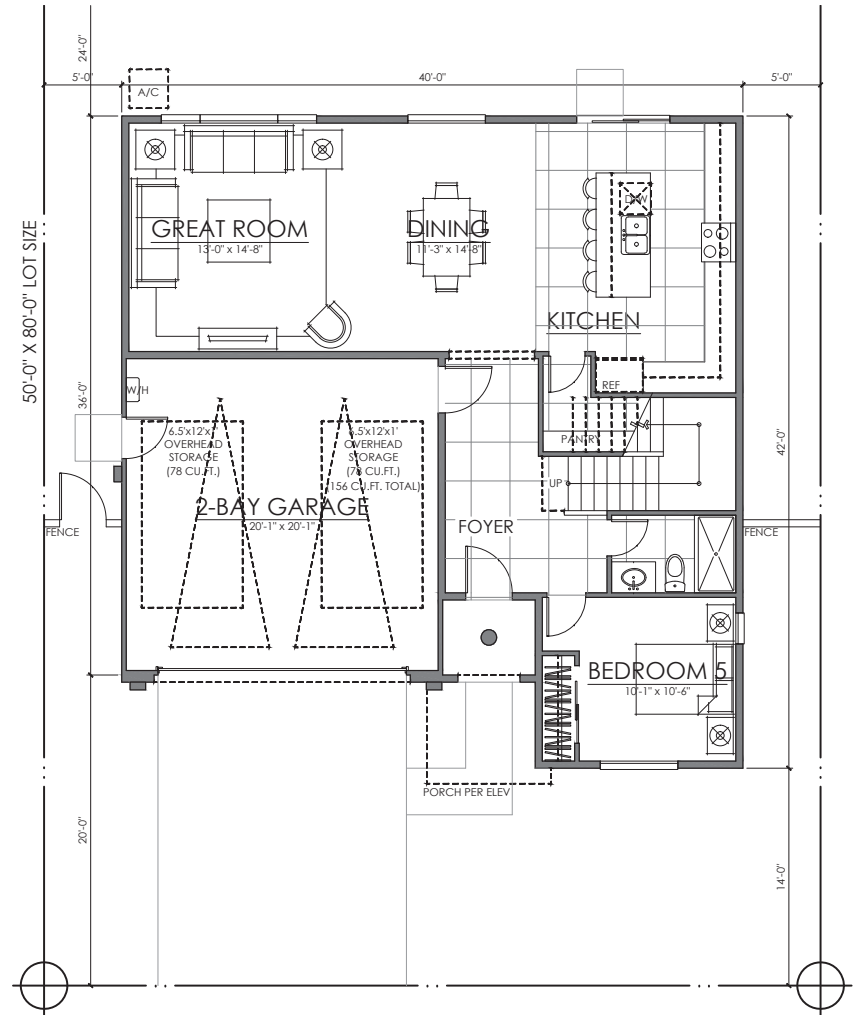 24'-0"
5'-0"
40'-0"
5'-0"
A/C
50'-0" X 80'-0" LOT SIZE
GREAT ROOM
13'-0" x 14'-8"
DINING
11'-3" x 14'-8"
D/W
KITCHEN
36'-0"
42'-0"
W/H
REF
6.5'x12'x1'
OVERHEAD
STORAGE
(78 CU.FT.)
6.5'x12'x1'
OVERHEAD
STORAGE
(78 CU.FT.)
(156 CU.FT. TOTAL)
PANTRY
UP
2-BAY GARAGE
20'-1" x 20'-1"
FOYER
FENCE
FENCE
BEDROOM 5
10'-1" x 10'-6"
PORCH PER ELEV
20'-0"
14'-0"